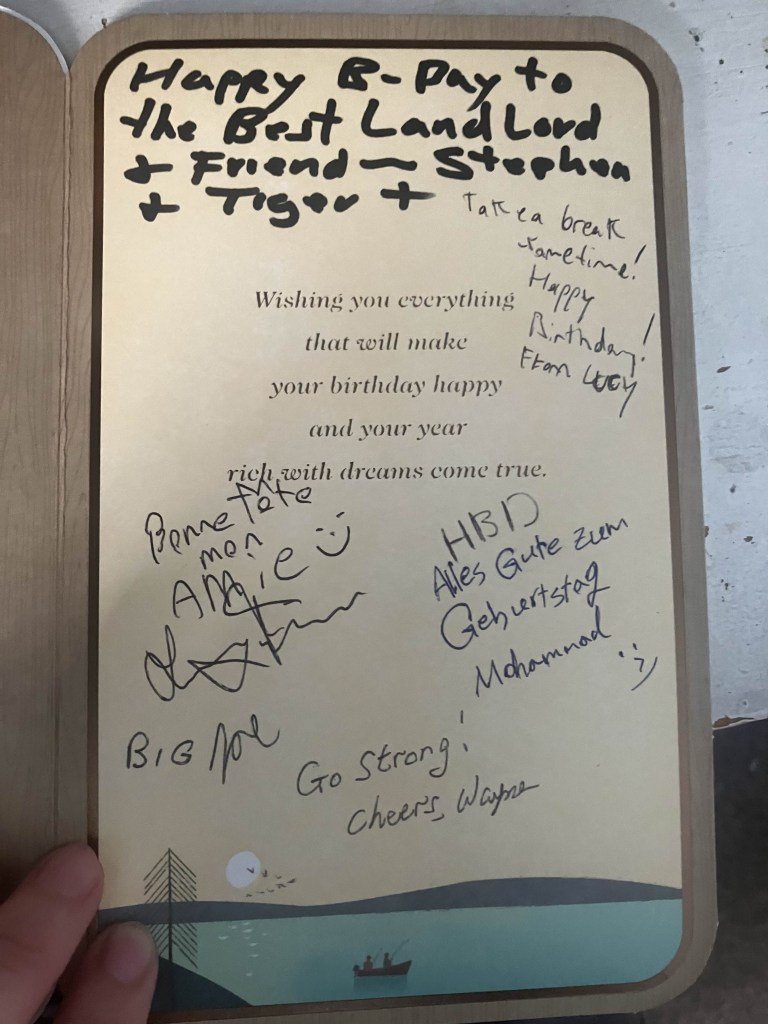 Happy B-Day to
the Best LandLord
+ Friend ~ Stephen
+ Tiger +
Take a break
sometime!
Happy
Birthday!
From LUCY
Wishing you everything
that will make
your birthday happy
and your year
rich with dreams come true.
Bonne fête
mon
AMie :)
HBD
Alles Gute zum
Geburtstag
Mohammad :)
BIG Joe
Go Strong!
Cheers, Wayne